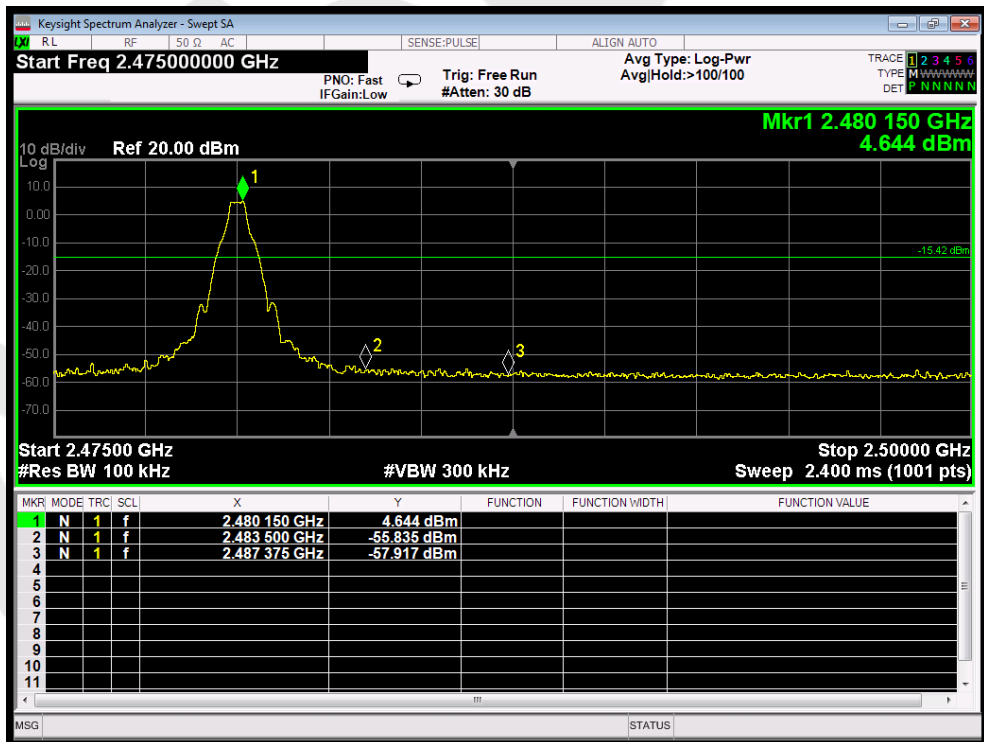 Keysight Spectrum Analyzer - Swept SA
LXI RL RF 50 Ω AC SENSE:PULSE ALIGN AUTO
Start Freq 2.475000000 GHz
PNO: Fast
IFGain:Low
Trig: Free Run
#Atten: 30 dB
Avg Type: Log-Pwr
Avg|Hold:>100/100
TRACE 1 2 3 4 5 6
TYPE M WWWWW
DET P N N N N N
Mkr1 2.480 150 GHz
4.644 dBm
10 dB/div Ref 20.00 dBm
Log
10.0
0.00
-10.0
-20.0
-30.0
-40.0
-50.0
-60.0
-70.0
1
-15.42 dBm
2
3
Start 2.47500 GHz Stop 2.50000 GHz
#Res BW 100 kHz #VBW 300 kHz Sweep 2.400 ms (1001 pts)
MKR MODE TRC SCL X Y FUNCTION FUNCTION WIDTH FUNCTION VALUE
1 N 1 f 2.480 150 GHz 4.644 dBm
2 N 1 f 2.483 500 GHz -55.835 dBm
3 N 1 f 2.487 375 GHz -57.917 dBm
4
5
6
7
8
9
10
11
MSG STATUS